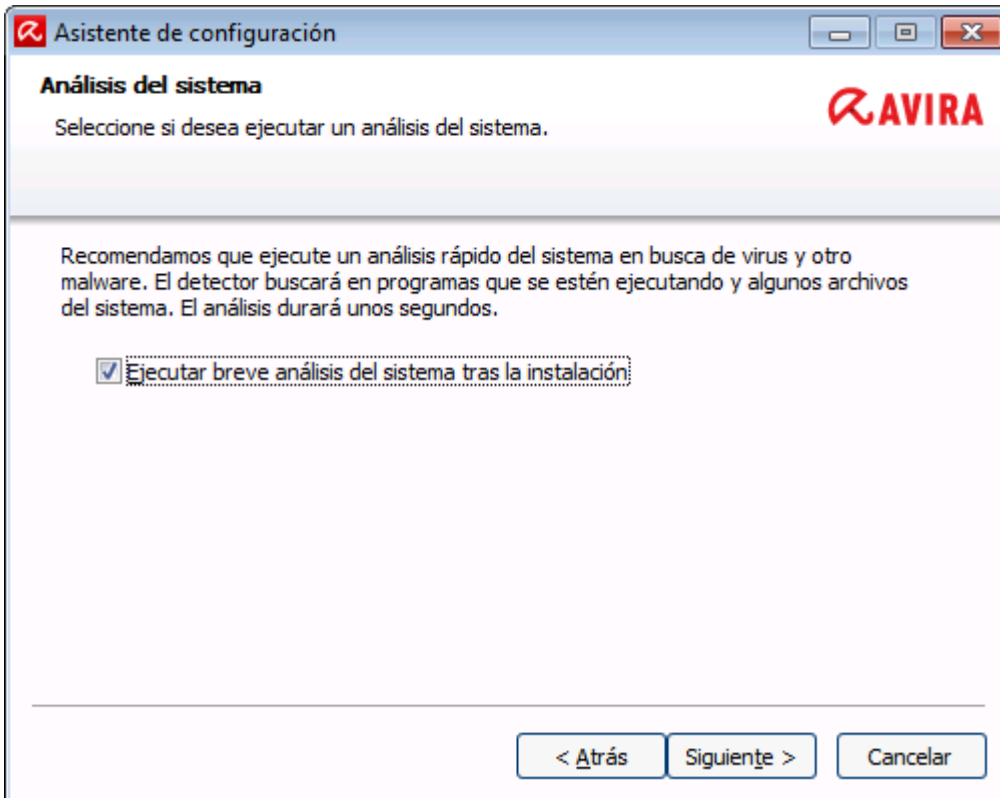 Asistente de configuración
Análisis del sistema
Seleccione si desea ejecutar un análisis del sistema.
AVIRA
Recomendamos que ejecute un análisis rápido del sistema en busca de virus y otro
malware. El detector buscará en programas que se estén ejecutando y algunos archivos
del sistema. El análisis durará unos segundos.
Ejecutar breve análisis del sistema tras la instalación
< Atrás
Siguiente >
Cancelar